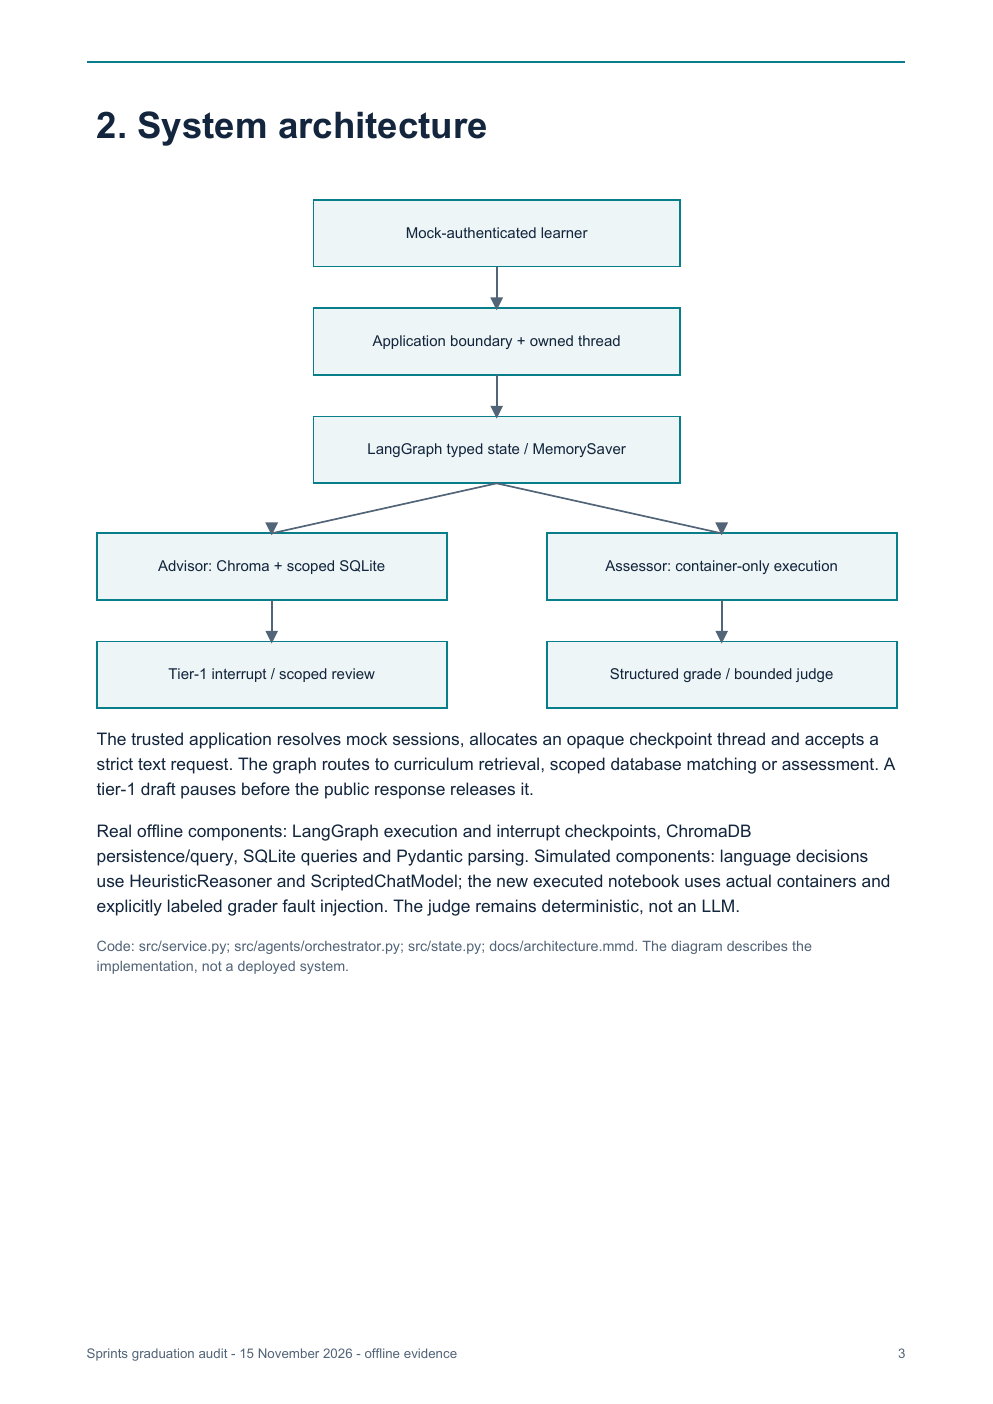 2. System architecture
Mock-authenticated learner
Application boundary + owned thread
LangGraph typed state / MemorySaver
Advisor: Chroma + scoped SQLite
Assessor: container-only execution
Tier-1 interrupt / scoped review
Structured grade / bounded judge
The trusted application resolves mock sessions, allocates an opaque checkpoint thread and accepts a
strict text request. The graph routes to curriculum retrieval, scoped database matching or assessment. A
tier-1 draft pauses before the public response releases it.
Real offline components: LangGraph execution and interrupt checkpoints, ChromaDB
persistence/query, SQLite queries and Pydantic parsing. Simulated components: language decisions
use HeuristicReasoner and ScriptedChatModel; the new executed notebook uses actual containers and
explicitly labeled grader fault injection. The judge remains deterministic, not an LLM.
Code: src/service.py; src/agents/orchestrator.py; src/state.py; docs/architecture.mmd. The diagram describes the
implementation, not a deployed system.
Sprints graduation audit - 15 November 2026 - offline evidence
3